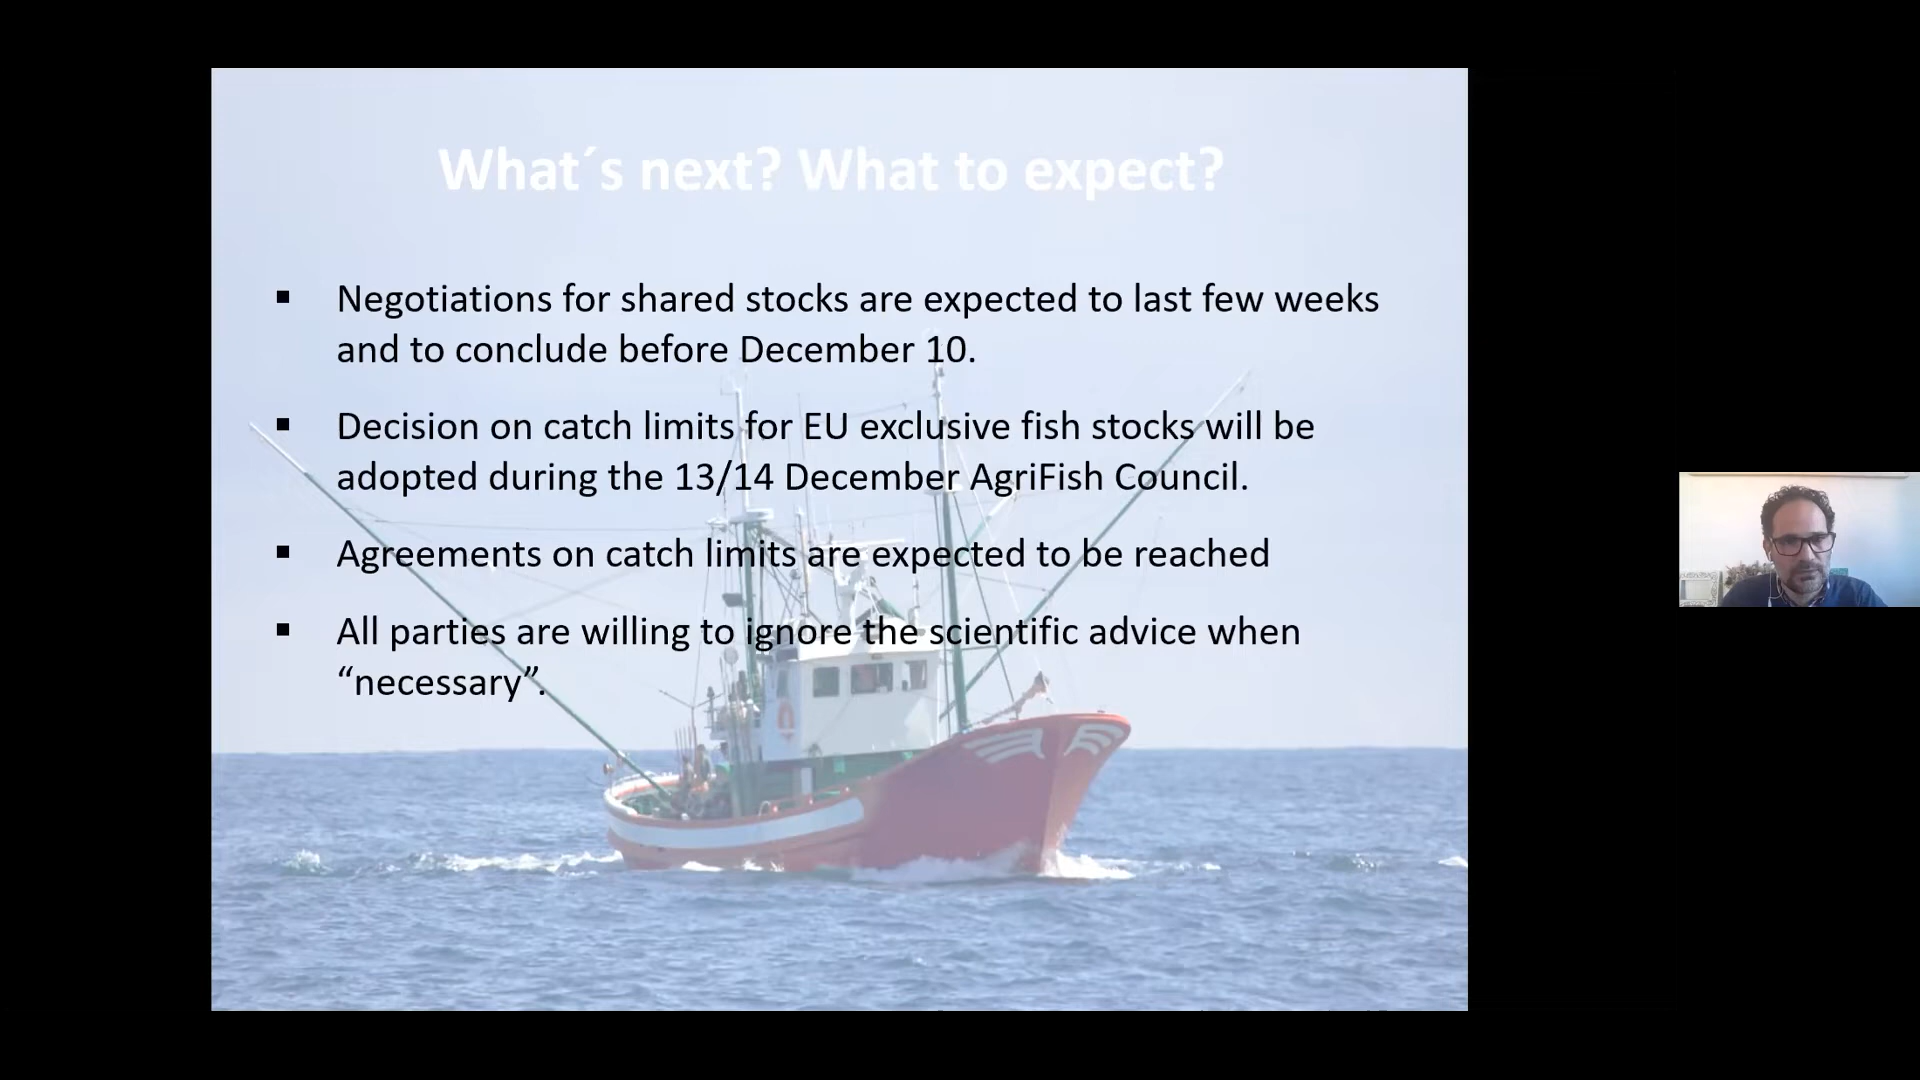 What´s next? What to expect?
▪ Negotiations for shared stocks are expected to last few weeks
and to conclude before December 10.
▪ Decision on catch limits for EU exclusive fish stocks will be
adopted during the 13/14 December AgriFish Council.
▪ Agreements on catch limits are expected to be reached
▪ All parties are willing to ignore the scientific advice when
“necessary”.